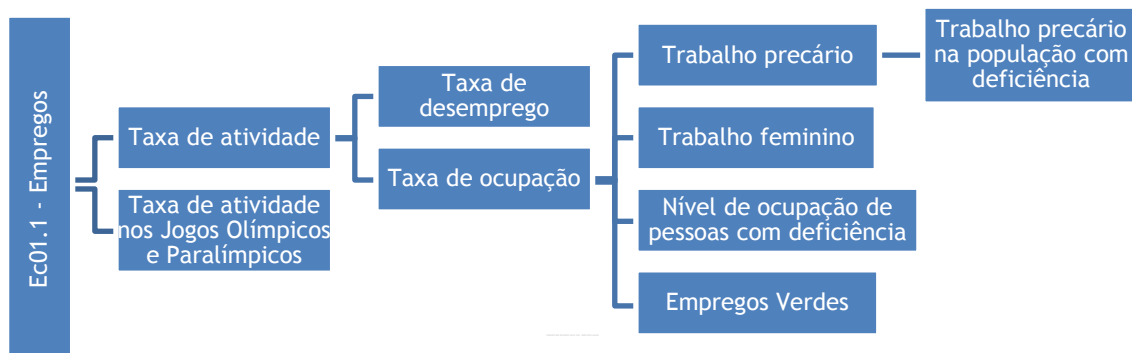 Ec01.1 - Empregos
Taxa de atividade
Taxa de atividade
nos Jogos Olímpicos
e Paralímpicos
Taxa de
desemprego
Taxa de ocupação
Trabalho precário
Trabalho precário
na população com
deficiência
Trabalho feminino
Nível de ocupação de
pessoas com deficiência
Empregos Verdes